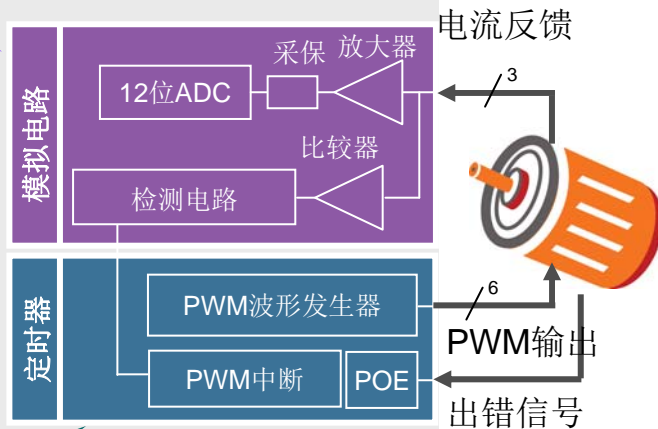 电流反馈
模拟电路
采保
放大器
12位ADC
3
比较器
检测电路
定时器
PWM波形发生器
6
PWM输出
PWM中断
POE
出错信号